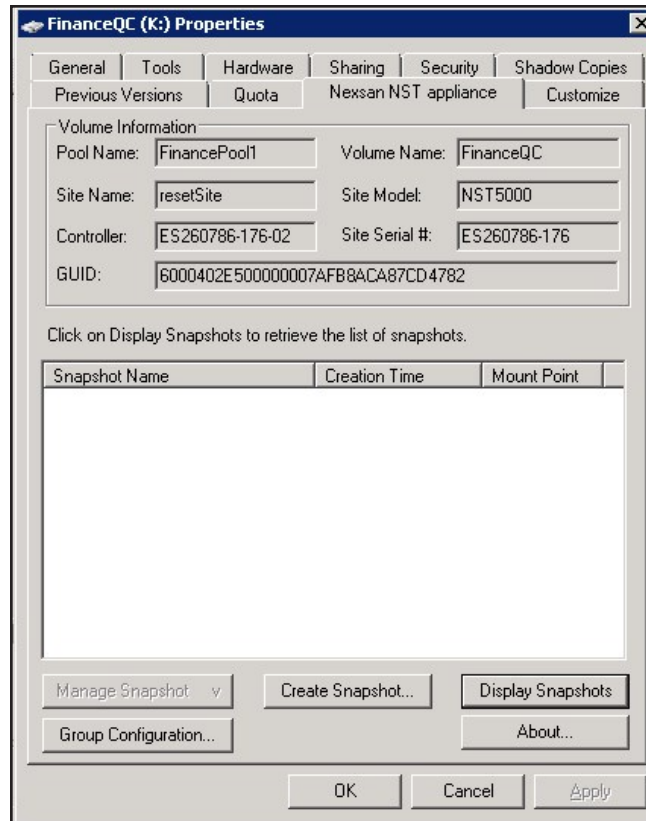 FinanceQC (K:) Properties
General Tools Hardware Sharing Security Shadow Copies
Previous Versions Quota Nexsan NST appliance Customize
Volume Information
Pool Name: FinancePool1 Volume Name: FinanceQC
Site Name: resetSite Site Model: NST5000
Controller: ES260786-176-02 Site Serial #: ES260786-176
GUID: 6000402E500000007AFB8ACA87CD4782
Click on Display Snapshots to retrieve the list of snapshots.
Snapshot Name Creation Time Mount Point
Manage Snapshot v Create Snapshot... Display Snapshots
Group Configuration... About...
OK Cancel Apply